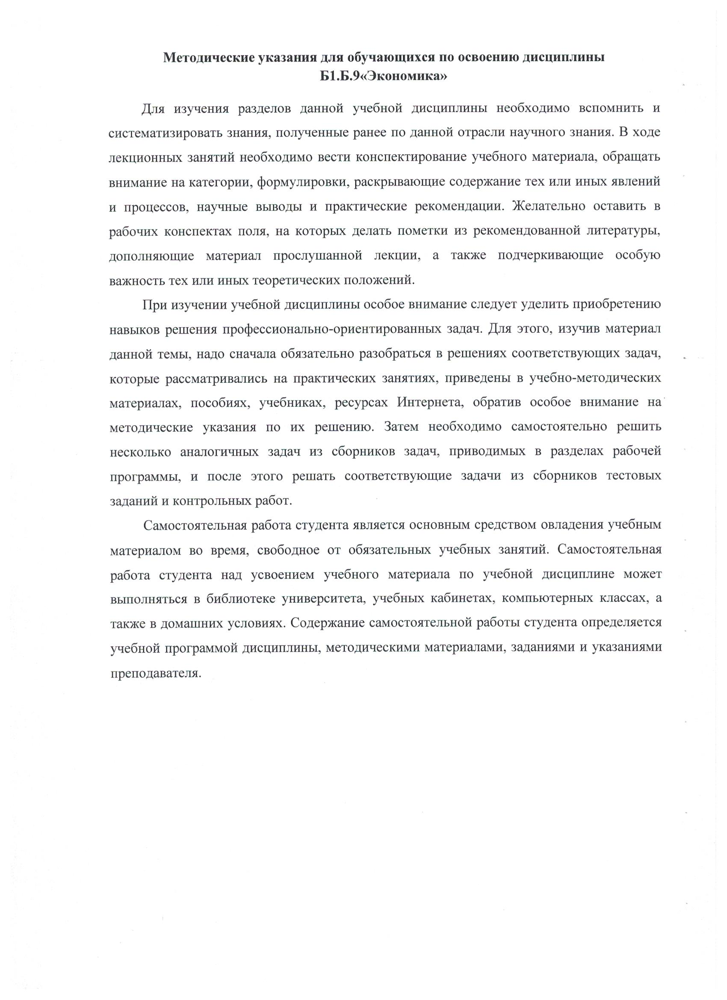 Методические указания для обучающихся по освоению дисциплины
Б1.Б.9«Экономика»
Для изучения разделов данной учебной дисциплины необходимо вспомнить и
систематизировать знания, полученные ранее по данной отрасли научного знания. В ходе
лекционных занятий необходимо вести конспектирование учебного материала, обращать
внимание на категории, формулировки, раскрывающие содержание тех или иных явлений
и процессов, научные выводы и практические рекомендации. Желательно оставить в
рабочих конспектах поля, на которых делать пометки из рекомендованной литературы,
дополняющие материал прослушанной лекции, а также подчеркивающие особую
важность тех или иных теоретических положений.
При изучении учебной дисциплины особое внимание следует уделить приобретению
навыков решения профессионально-ориентированных задач. Для этого, изучив материал
данной темы, надо сначала обязательно разобраться в решениях соответствующих задач,
которые рассматривались на практических занятиях, приведены в учебно-методических
материалах, пособиях, учебниках, ресурсах Интернета, обратив особое внимание на
методические указания по их решению. Затем необходимо самостоятельно решить
несколько аналогичных задач из сборников задач, приводимых в разделах рабочей
программы, и после этого решать соответствующие задачи из сборников тестовых
заданий и контрольных работ.
Самостоятельная работа студента является основным средством овладения учебным
материалом во время, свободное от обязательных учебных занятий. Самостоятельная
работа студента над усвоением учебного материала по учебной дисциплине может
выполняться в библиотеке университета, учебных кабинетах, компьютерных классах, а
также в домашних условиях. Содержание самостоятельной работы студента определяется
учебной программой дисциплины, методическими материалами, заданиями и указаниями
преподавателя.